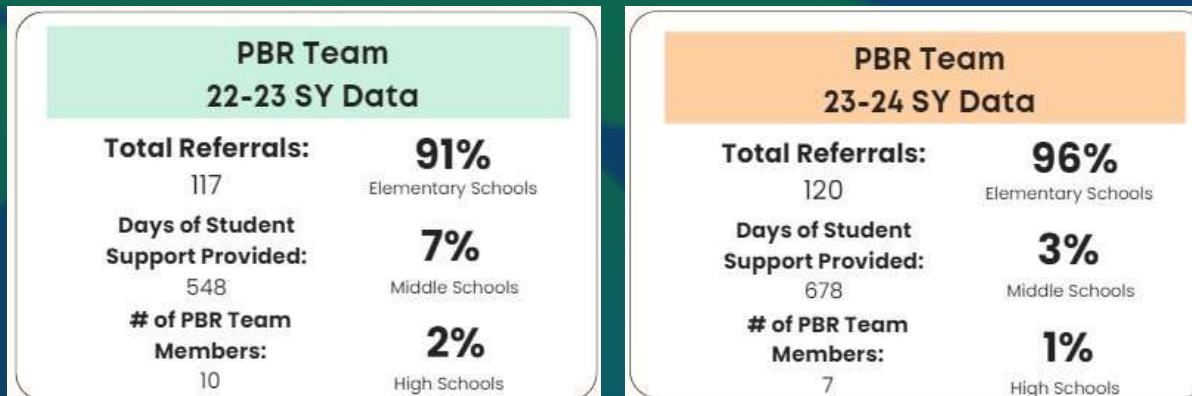 PBR Team
22-23 SY Data
Total Referrals:
117
Days of Student
Support Provided:
548
# of PBR Team
Members:
10
91%
Elementary Schools
7%
Middle Schools
2%
High Schools
PBR Team
23-24 SY Data
Total Referrals:
120
Days of Student
Support Provided:
678
# of PBR Team
Members:
7
96%
Elementary Schools
3%
Middle Schools
1%
High Schools